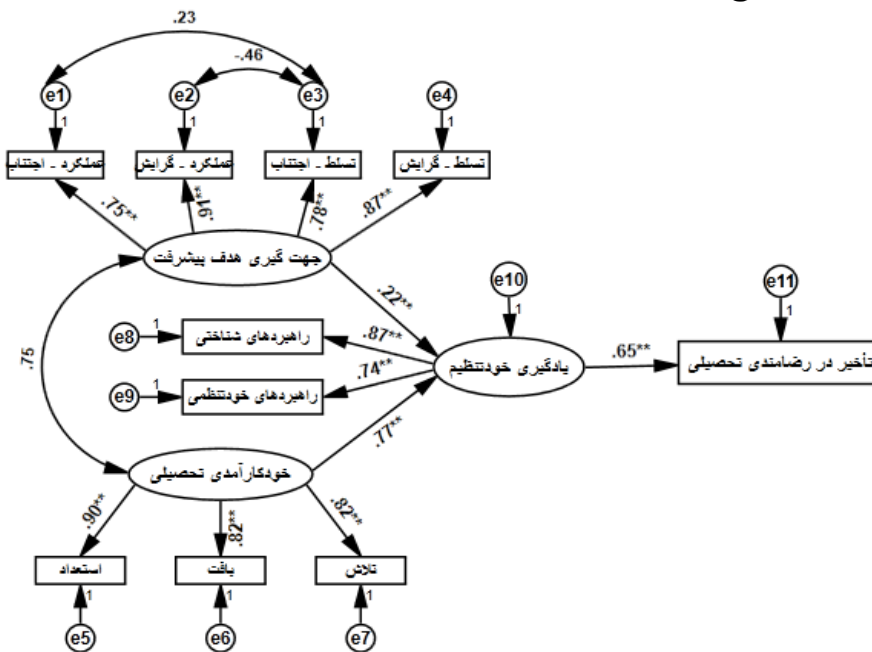 .23
-.46
e1
e2
e3
e4
1
1
1
1
عملکرد - اجتناب
عملکرد - گرایش
تسلط - اجتناب
تسلط - گرایش
.75**
.91**
.78**
.87**
جهت گیری هدف پیشرفت
e10
e11
1
1
.22**
.75
e8
1
راهبردهای شناختی
.87**
یادگیری خودتنظیم
.65**
تأخیر در رضامندی تحصیلی
e9
1
راهبردهای خودتنظمی
.74**
.77**
خودکارآمدی تحصیلی
.90**
.82**
.82**
استعداد
بافت
تلاش
1
1
1
e5
e6
e7